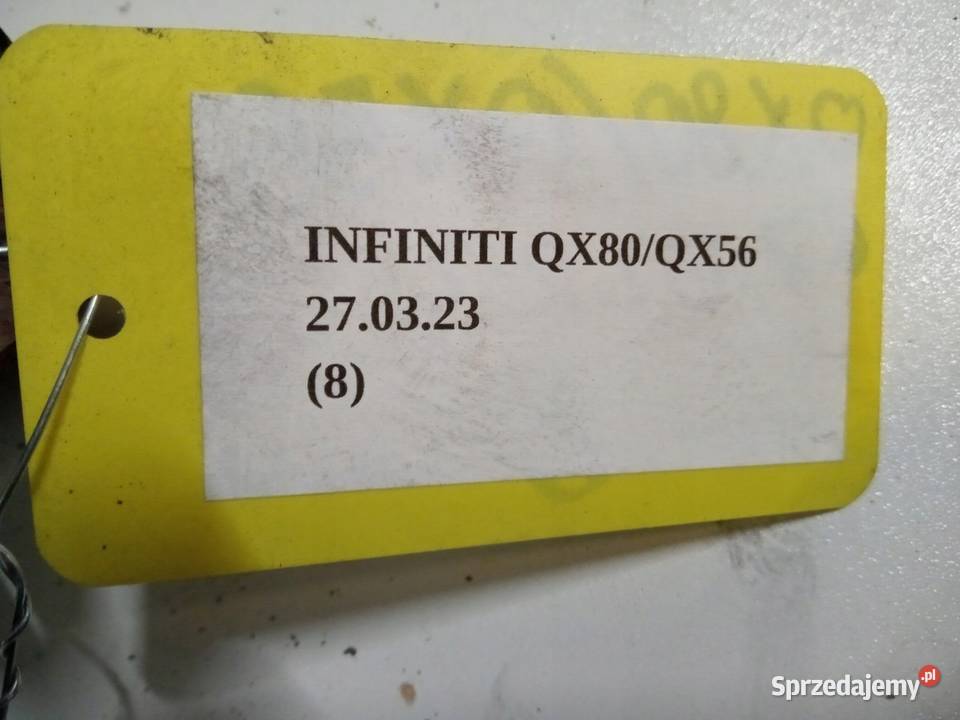 INFINITI QX80/QX56
27.03.23
(8)
Sprzedajemy.pl